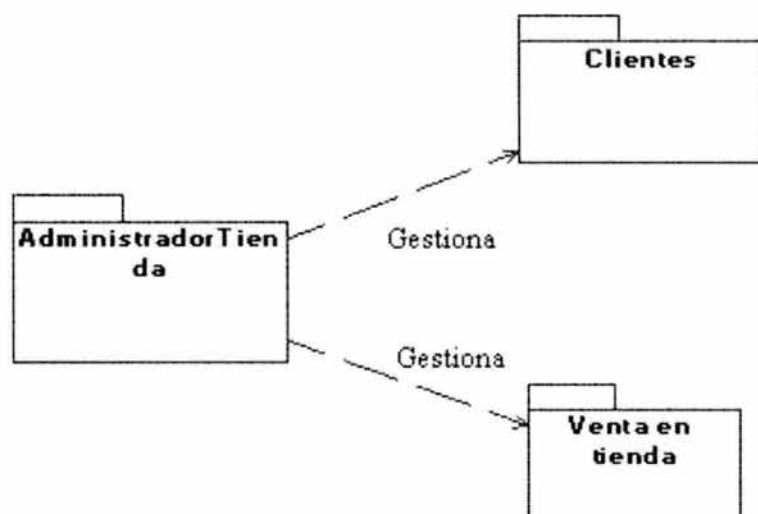 Clientes
AdministradorTien
da
Gestiona
Gestiona
Venta en
tienda